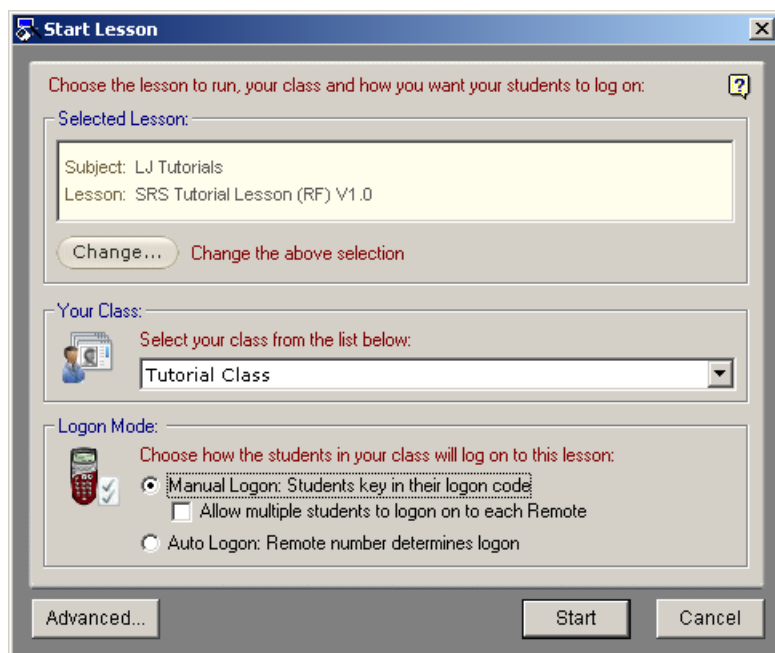 Start Lesson
Choose the lesson to run, your class and how you want your students to log on:
Selected Lesson:
Subject: LJ Tutorials
Lesson: SRS Tutorial Lesson (RF) V1.0
Change... Change the above selection
Your Class:
Select your class from the list below:
Tutorial Class
Logon Mode:
Choose how the students in your class will log on to this lesson:
Manual Logon: Students key in their logon code
Allow multiple students to logon on to each Remote
Auto Logon: Remote number determines logon
Advanced... Start Cancel